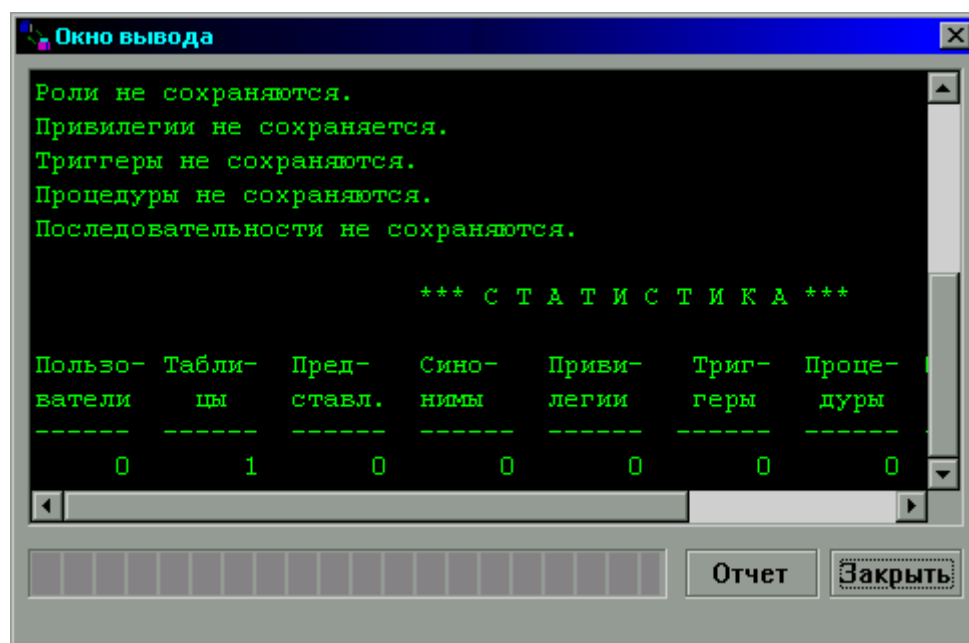 Окно вывода
Роли не сохраняются.
Привилегии не сохраняется.
Триггеры не сохраняются.
Процедуры не сохраняются.
Последовательности не сохраняются.
*** С Т А Т И С Т И К А ***
Пользо- Табли- Пред- Сино- Приви- Триг- Проце-
ватели цы ставл. нимы легии геры дуры
------ ------ ------ ------ ------ ------ ------
0 1 0 0 0 0 0
Отчет Закрыть